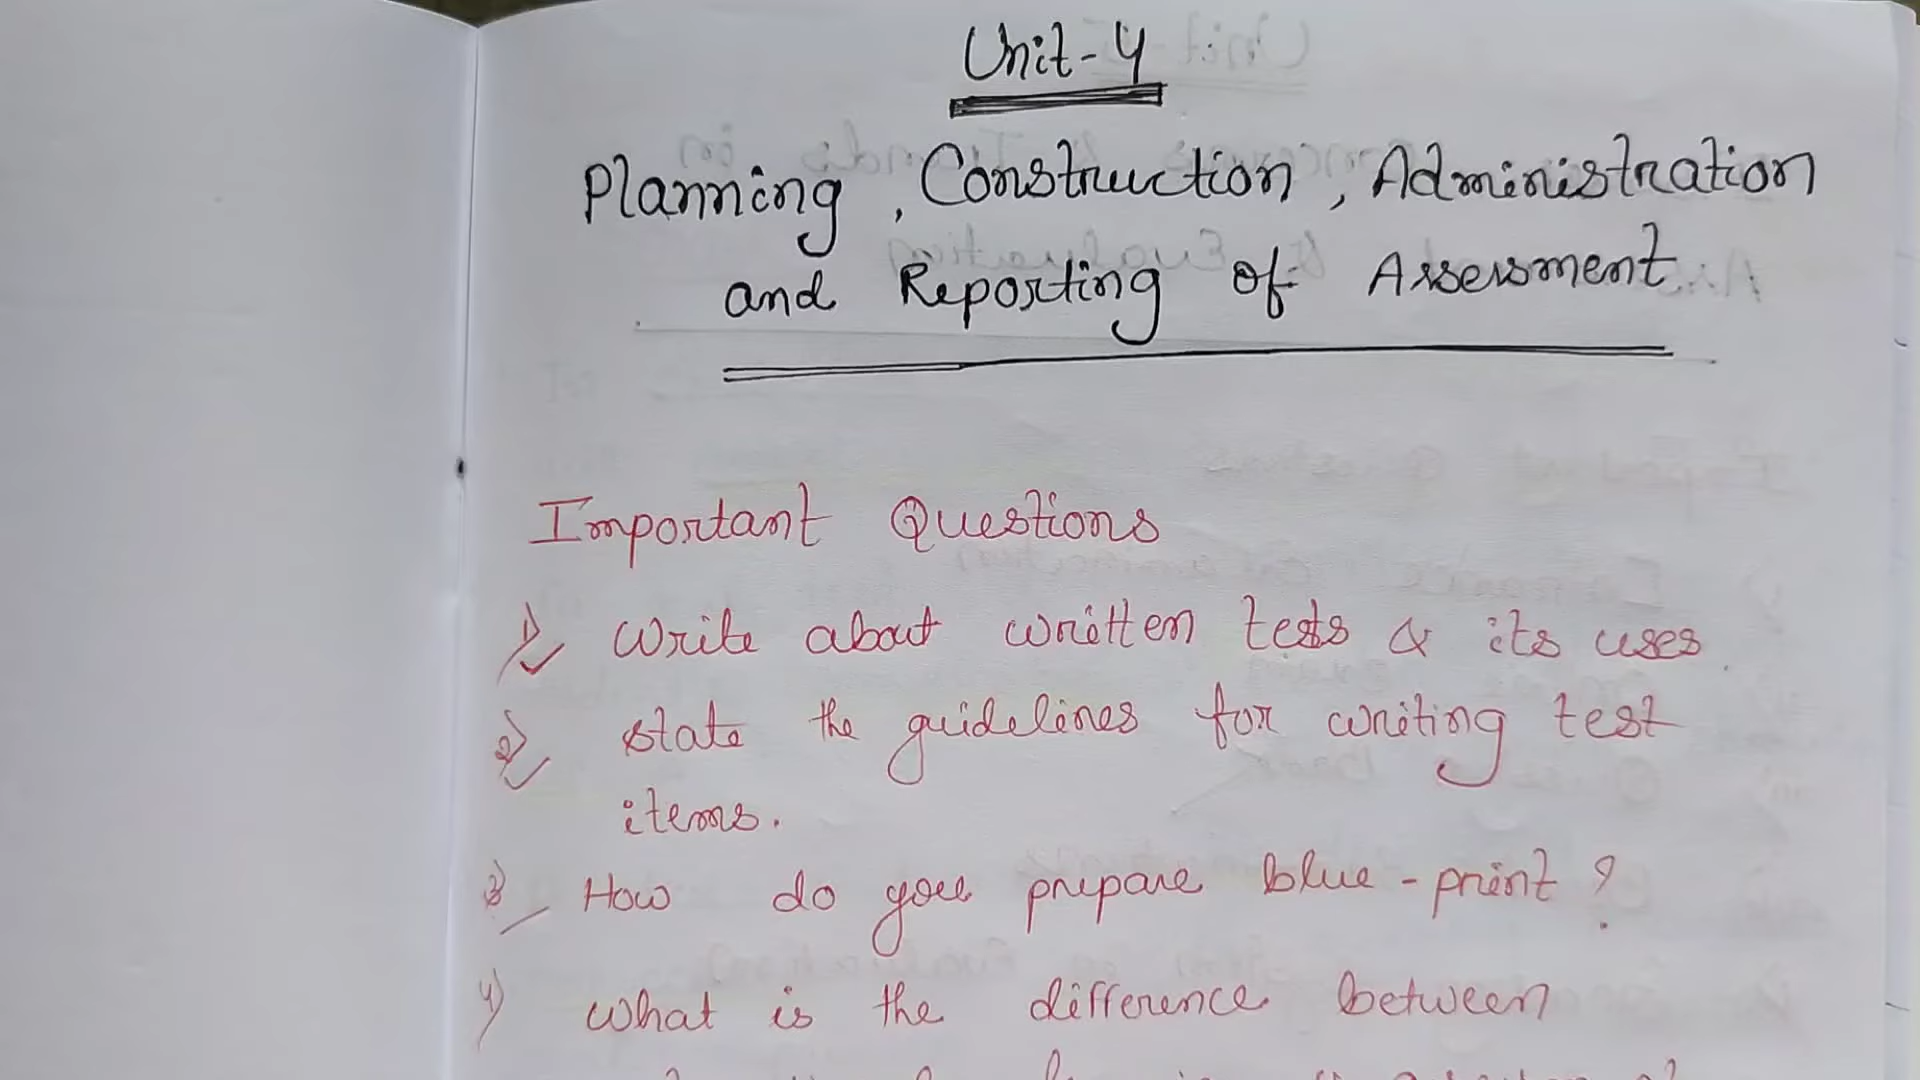 Unit-4
Planning, Construction, Administration
and Reporting of Assessment
Important Questions
1) Write about written tests & its uses.
2) state the guidelines for writing test
items.
3) How do you prepare blue-print?
4) What is the difference between